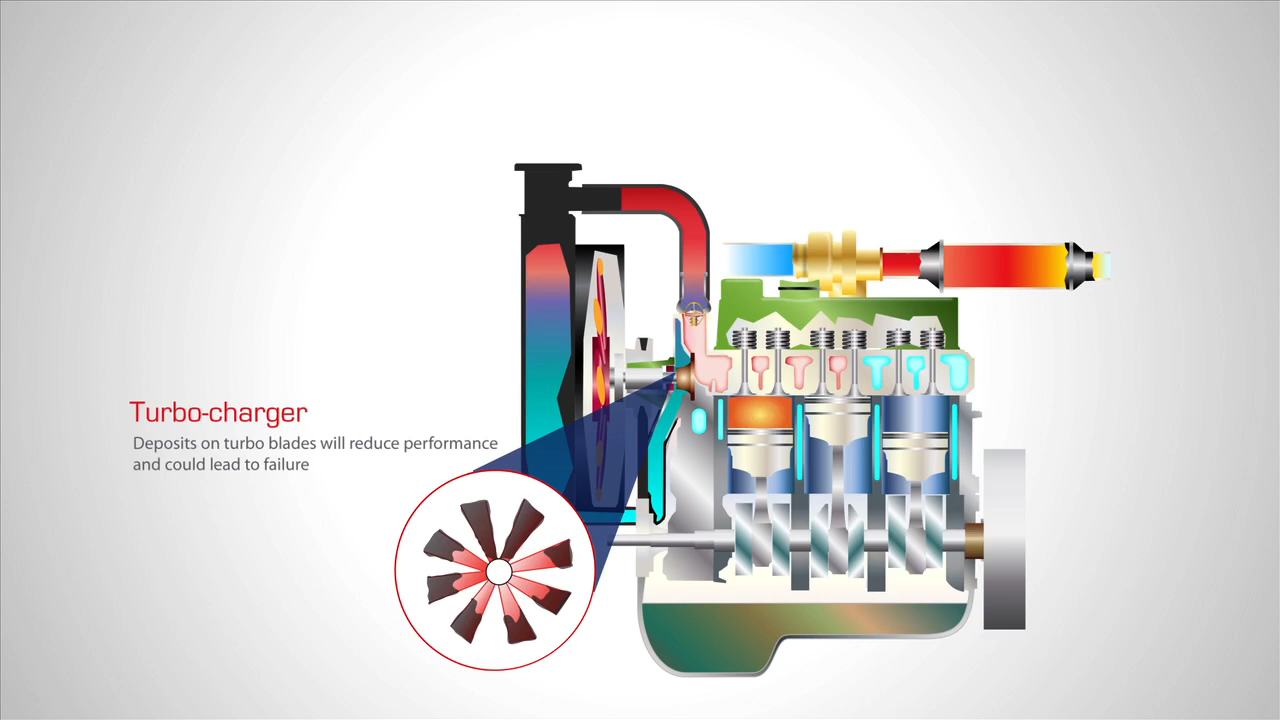 Turbo-charger
Deposits on turbo blades will reduce performance
and could lead to failure